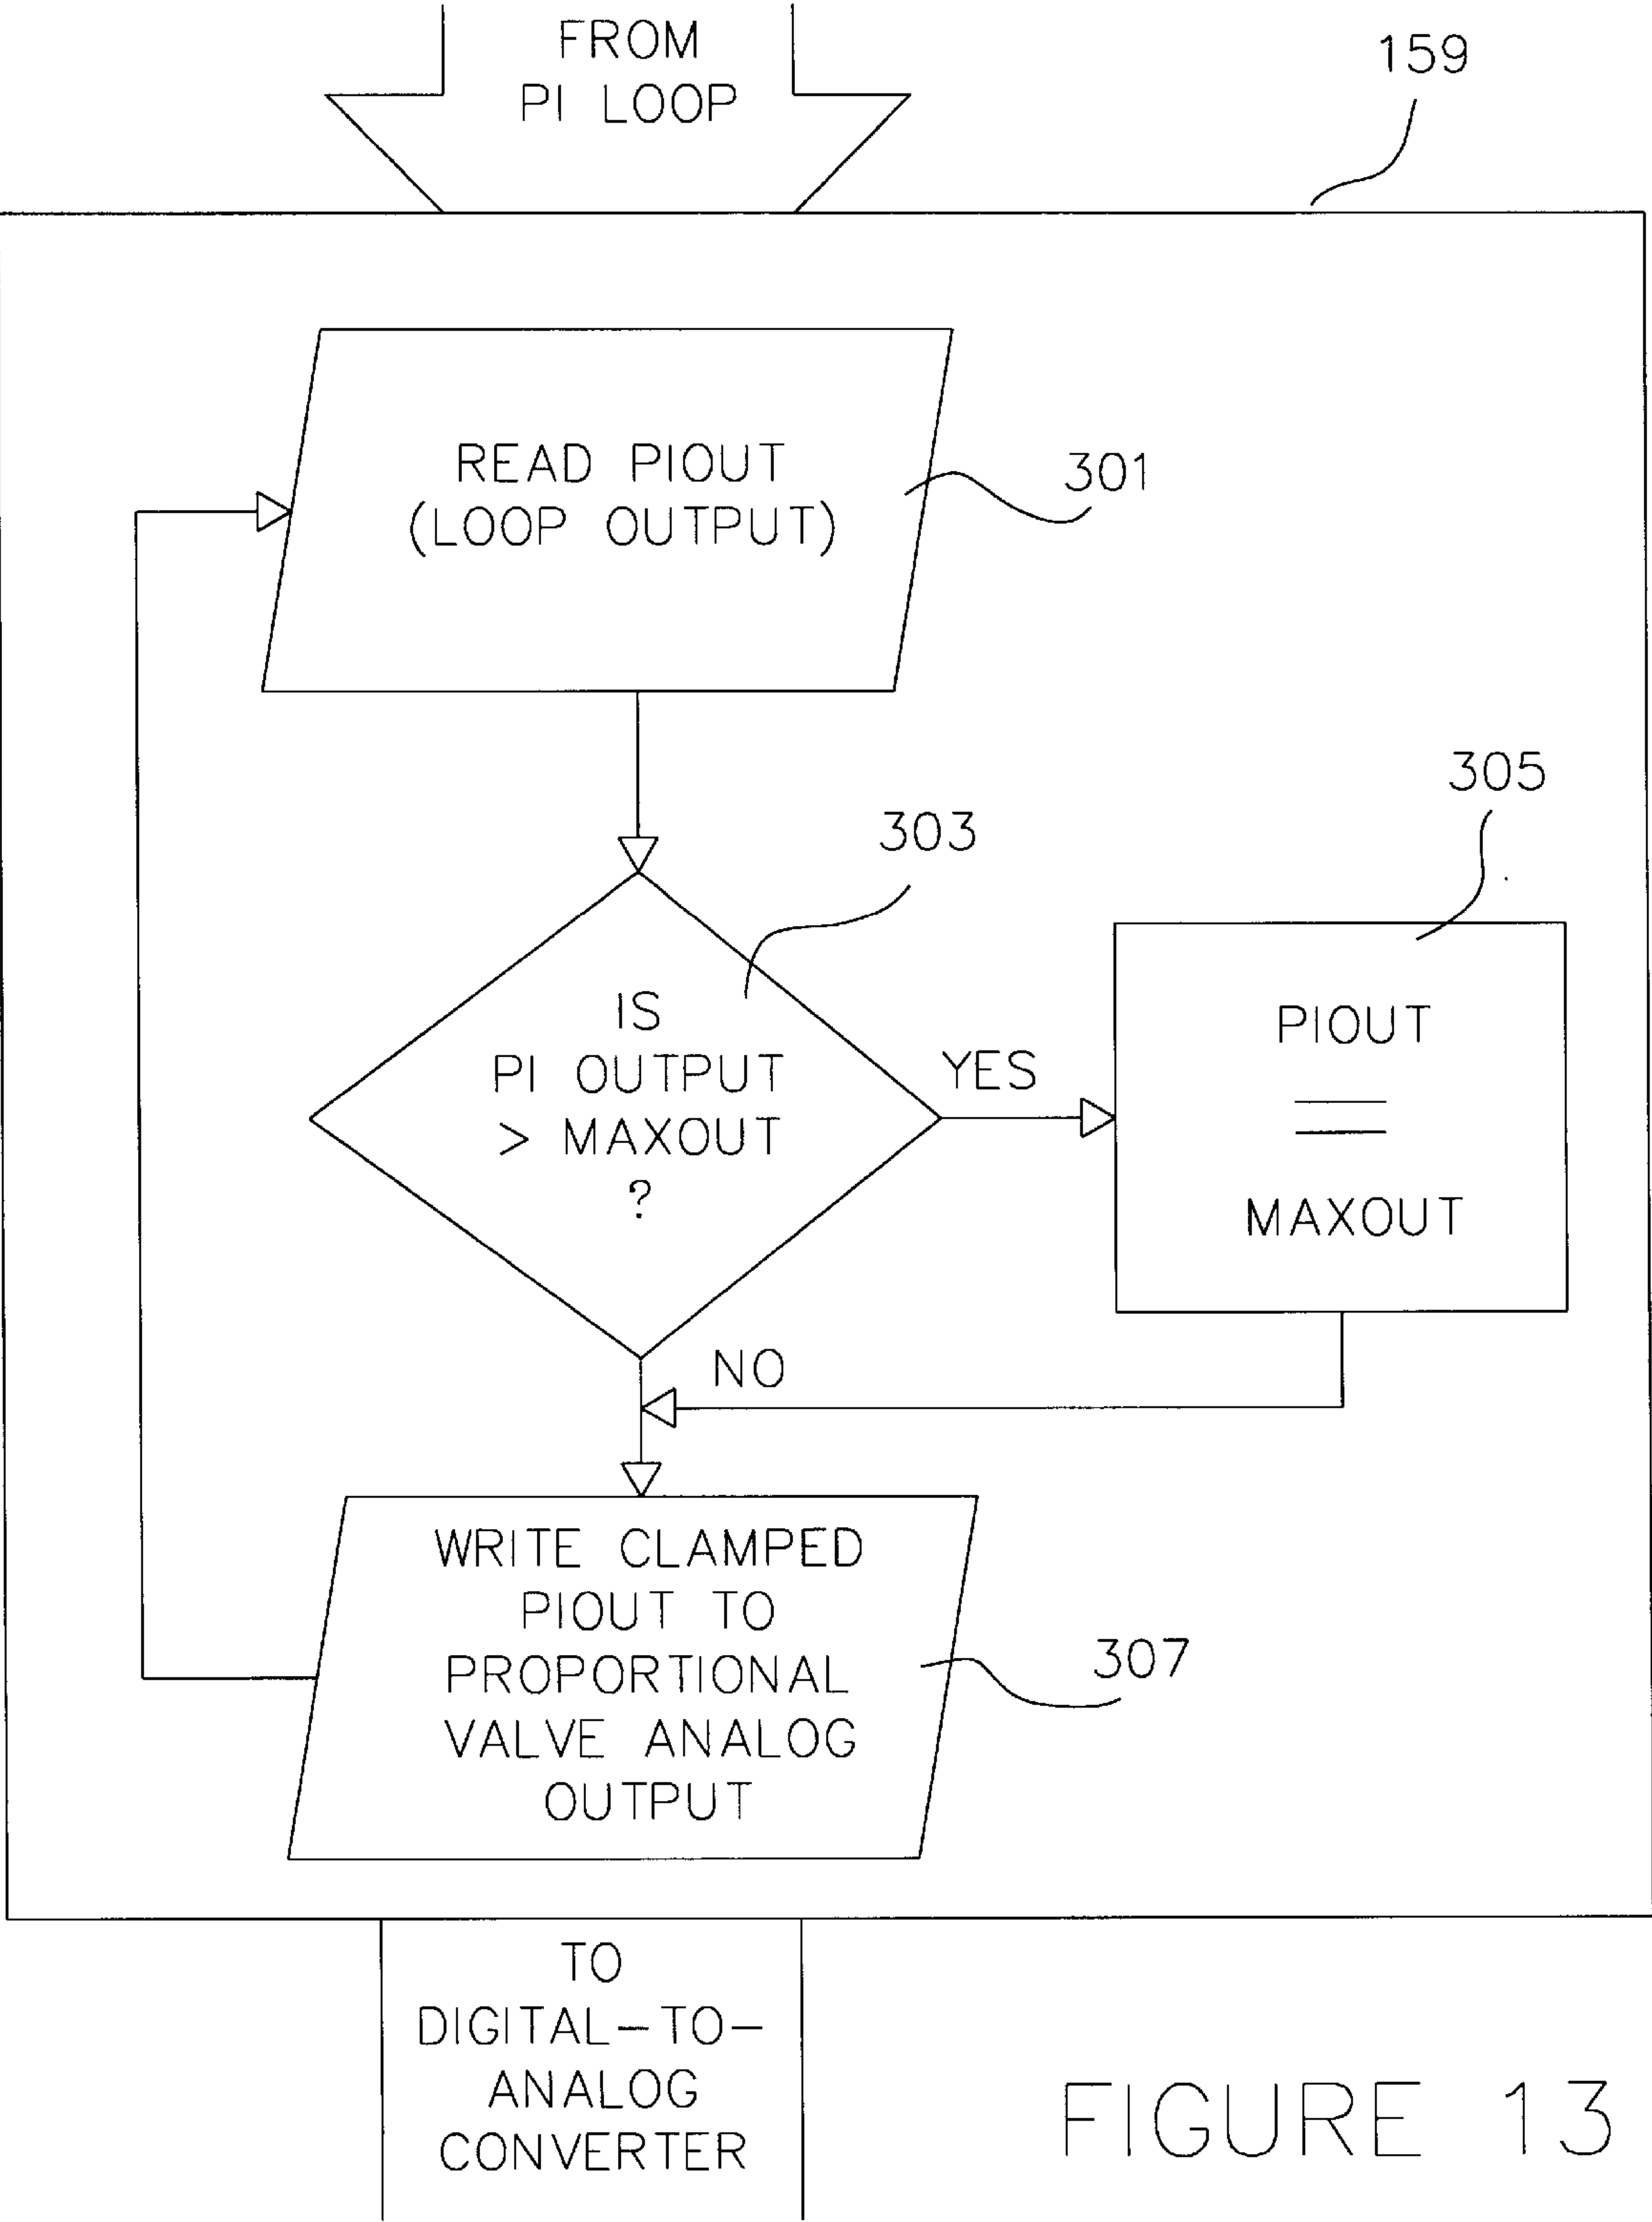 FROM
PI LOOP
159
READ PIOUT
(LOOP OUTPUT)
301
303
IS
PI OUTPUT
> MAXOUT
?
YES
305
PIOUT
=
MAXOUT
NO
WRITE CLAMPED
PIOUT TO
PROPORTIONAL
VALVE ANALOG
OUTPUT
307
TO
DIGITAL-TO-
ANALOG
CONVERTER
FIGURE 13